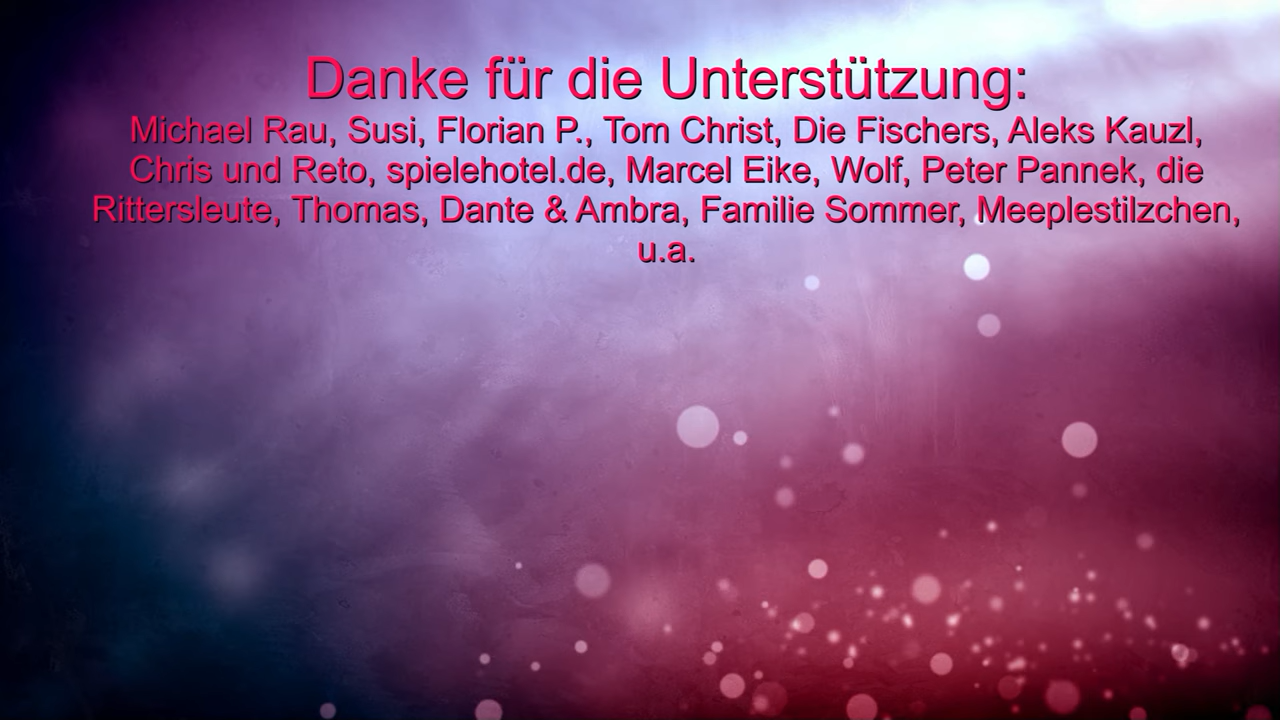 Danke für die Unterstützung:
Michael Rau, Susi, Florian P., Tom Christ, Die Fischers, Aleks Kauzl,
Chris und Reto, spielehotel.de, Marcel Eike, Wolf, Peter Pannek, die
Rittersleute, Thomas, Dante & Ambra, Familie Sommer, Meeplestilzchen,
u.a.